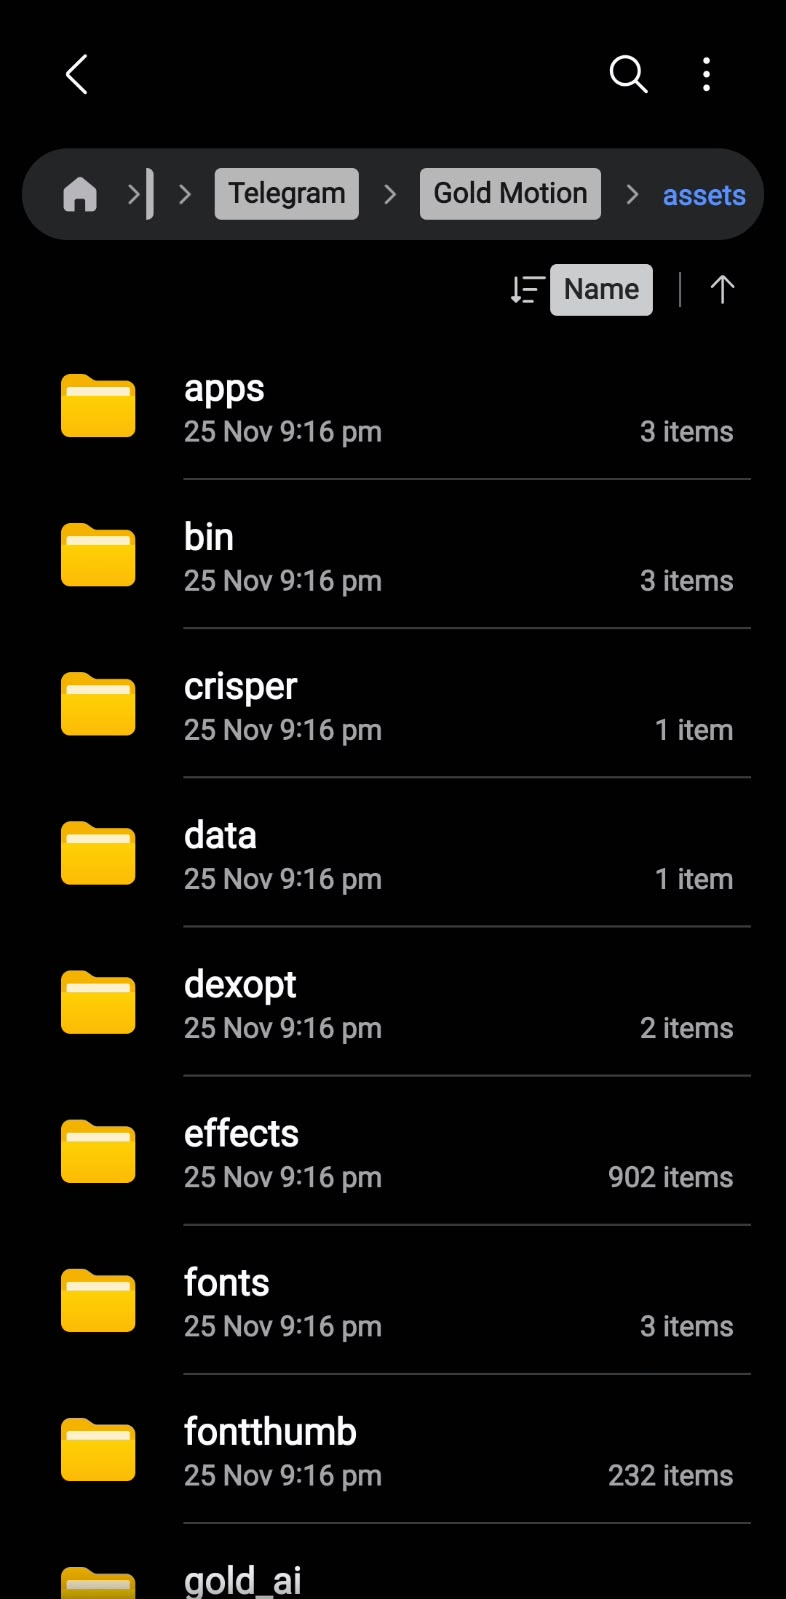 Telegram > Gold Motion > assets
Name
apps
25 Nov 9:16 pm 3 items
bin
25 Nov 9:16 pm 3 items
crisper
25 Nov 9:16 pm 1 item
data
25 Nov 9:16 pm 1 item
dexopt
25 Nov 9:16 pm 2 items
effects
25 Nov 9:16 pm 902 items
fonts
25 Nov 9:16 pm 3 items
fontthumb
25 Nov 9:16 pm 232 items
gold_ai